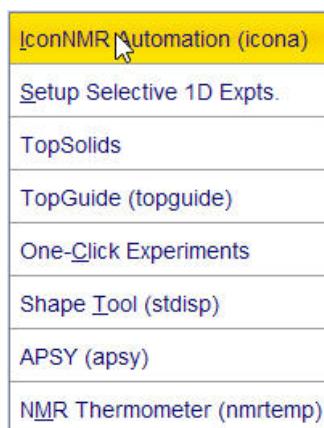 IconNMR Automation (icona)
Setup Selective 1D Expts.
TopSolids
TopGuide (topguide)
One-Click Experiments
Shape Tool (stdisp)
APSY (apsy)
NMR Thermometer (nmrtemp)